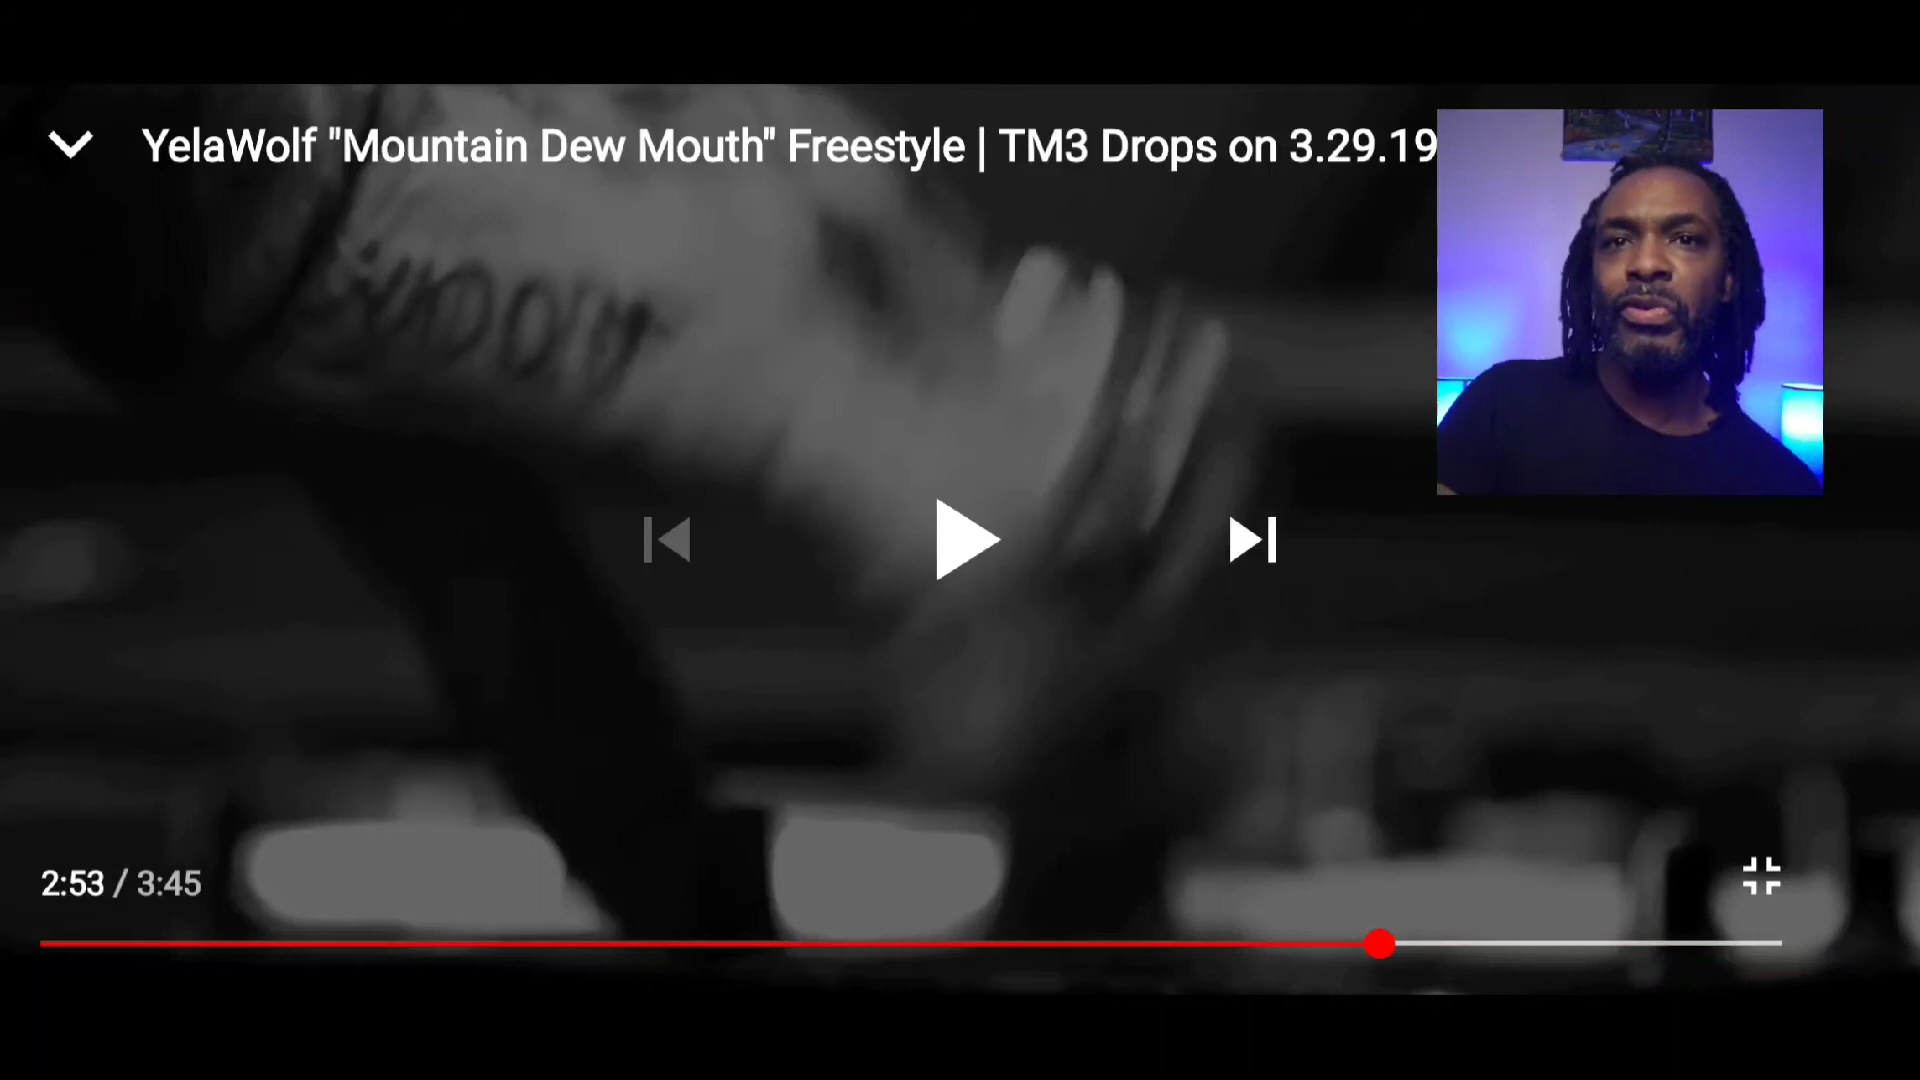 YelaWolf "Mountain Dew Mouth" Freestyle | TM3 Drops on 3.29.19
2:53 / 3:45